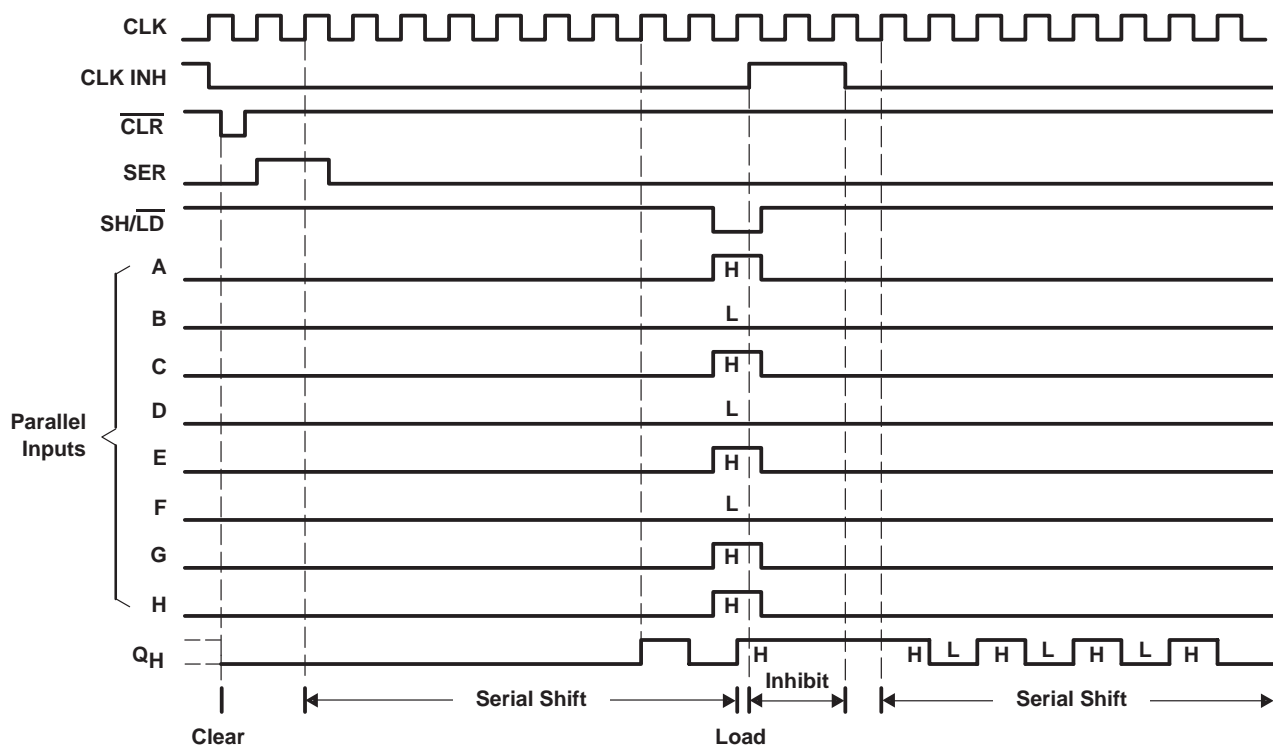 CLK
CLK INH
CLR
SER
SH/LD
A H
B L
C H
D L
Parallel
Inputs
E H
F L
G H
H H
QH H H L H L H L H
Inhibit
Serial Shift Serial Shift
Clear Load